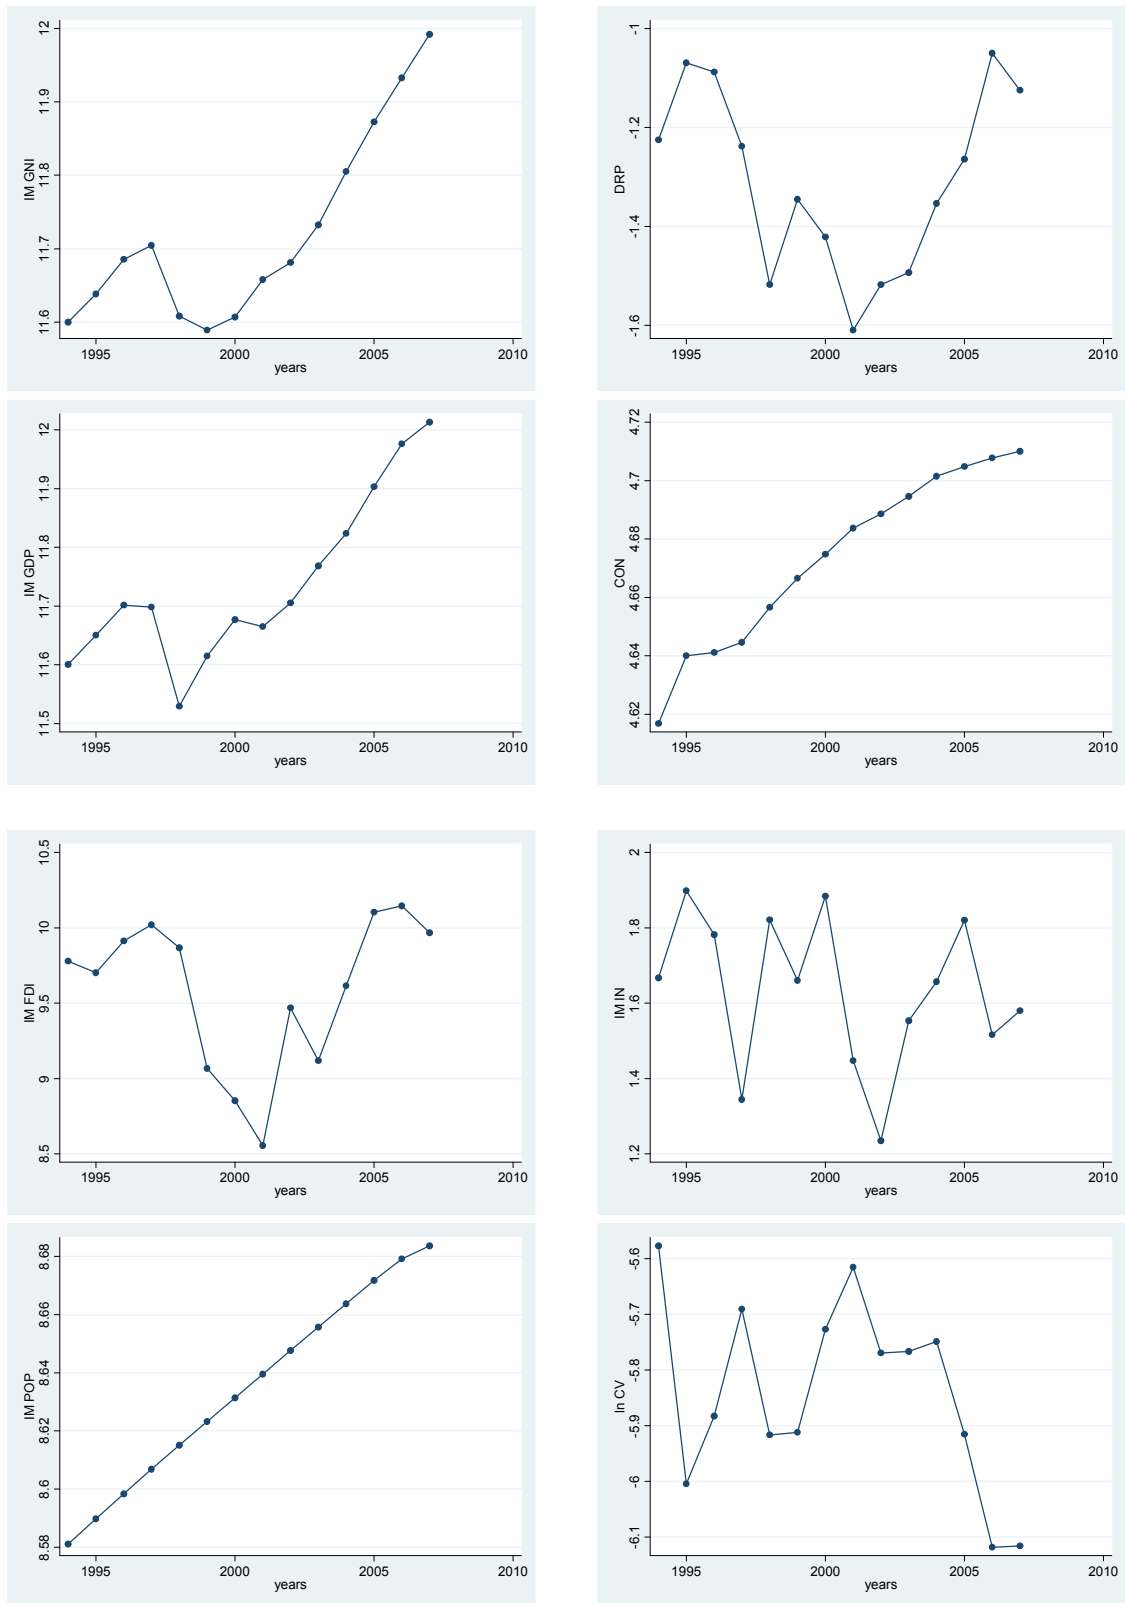 IM GNI
12
11.9
11.8
11.7
11.6
1995 2000 2005 2010
years
DRP
-1
-1.2
-1.4
-1.6
1995 2000 2005 2010
years
IM GDP
12
11.9
11.8
11.7
11.6
11.5
1995 2000 2005 2010
years
CON
4.72
4.7
4.68
4.66
4.64
4.62
1995 2000 2005 2010
years
IM FDI
10.5
10
9.5
9
8.5
1995 2000 2005 2010
years
IM IN
2
1.8
1.6
1.4
1.2
1995 2000 2005 2010
years
IM POP
8.68
8.66
8.64
8.62
8.6
8.58
1995 2000 2005 2010
years
ln CV
-5.6
-5.7
-5.8
-5.9
-6
-6.1
1995 2000 2005 2010
years